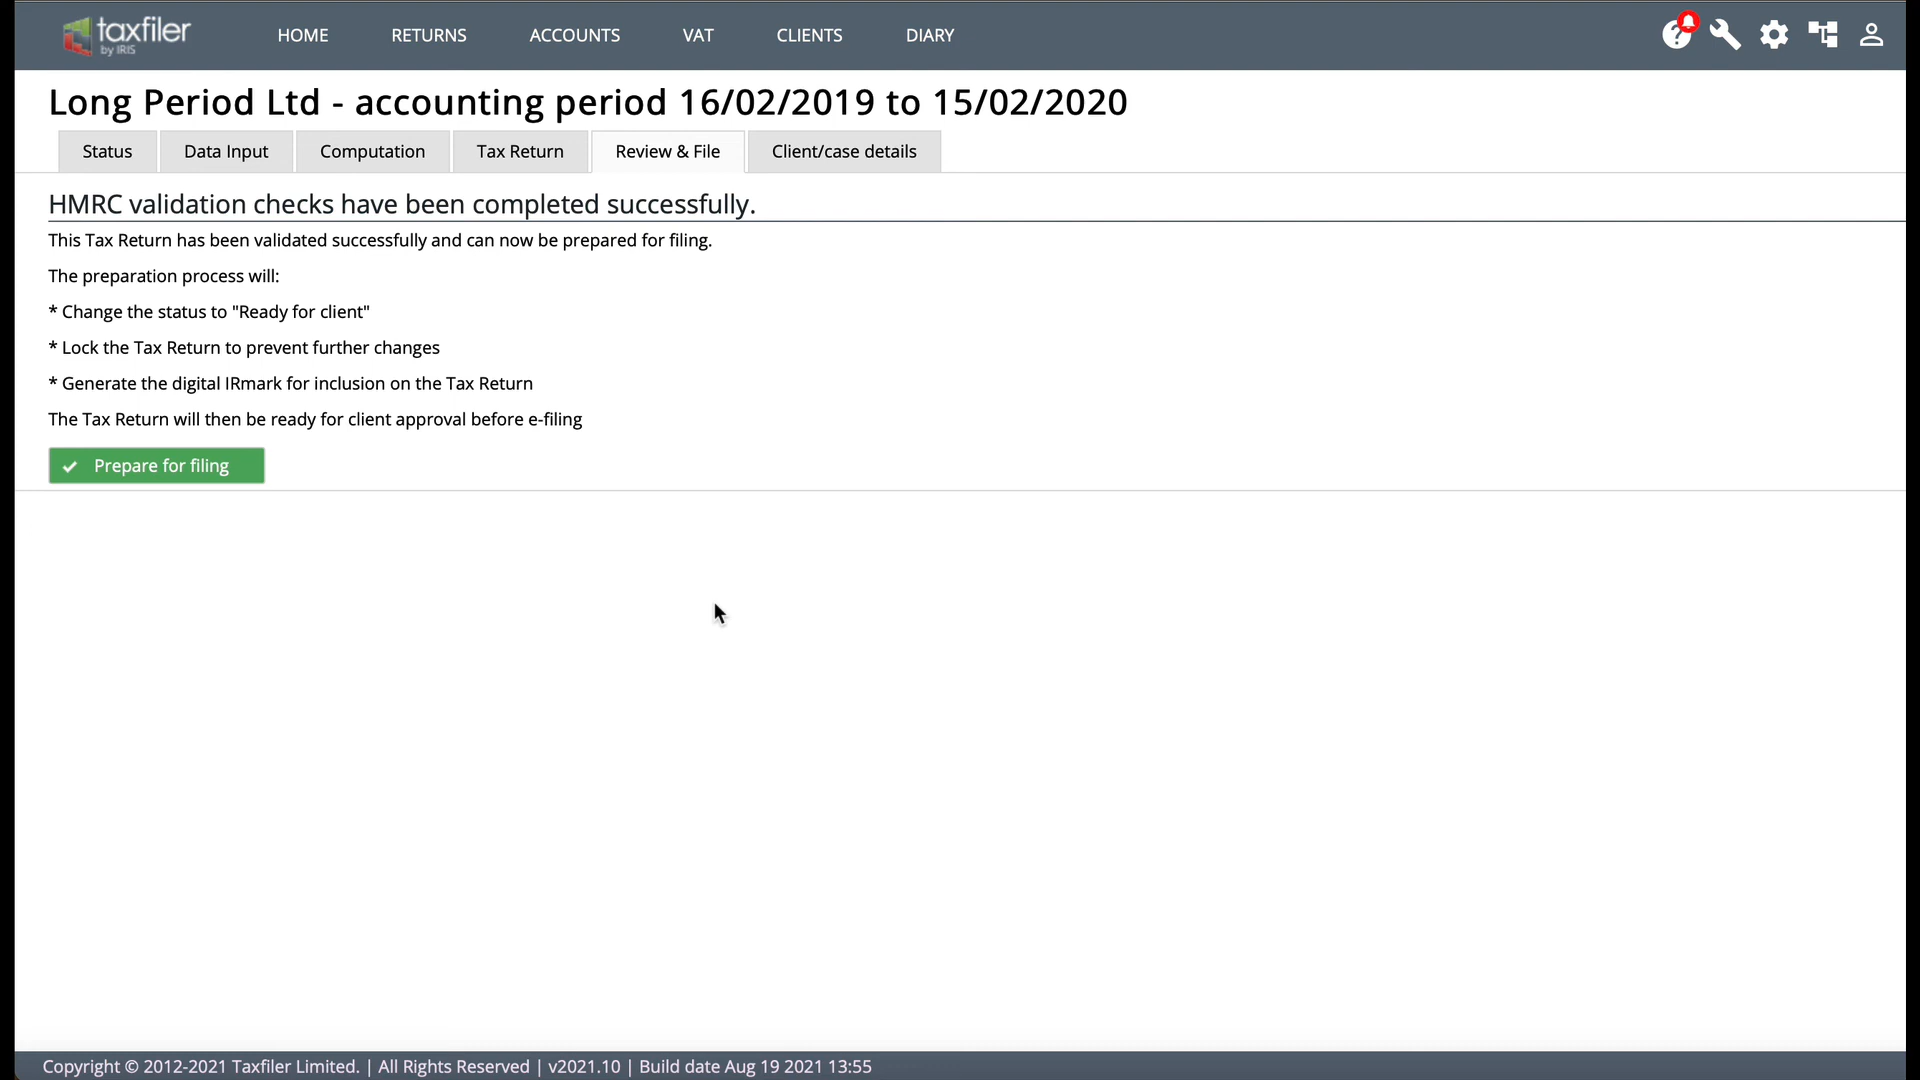 taxfiler
by IRIS
HOME RETURNS ACCOUNTS VAT CLIENTS DIARY
Long Period Ltd - accounting period 16/02/2019 to 15/02/2020
Status Data Input Computation Tax Return Review & File Client/case details
HMRC validation checks have been completed successfully.
This Tax Return has been validated successfully and can now be prepared for filing.
The preparation process will:
* Change the status to "Ready for client"
* Lock the Tax Return to prevent further changes
* Generate the digital IRmark for inclusion on the Tax Return
The Tax Return will then be ready for client approval before e-filing
Prepare for filing
Copyright © 2012-2021 Taxfiler Limited. | All Rights Reserved | v2021.10 | Build date Aug 19 2021 13:55